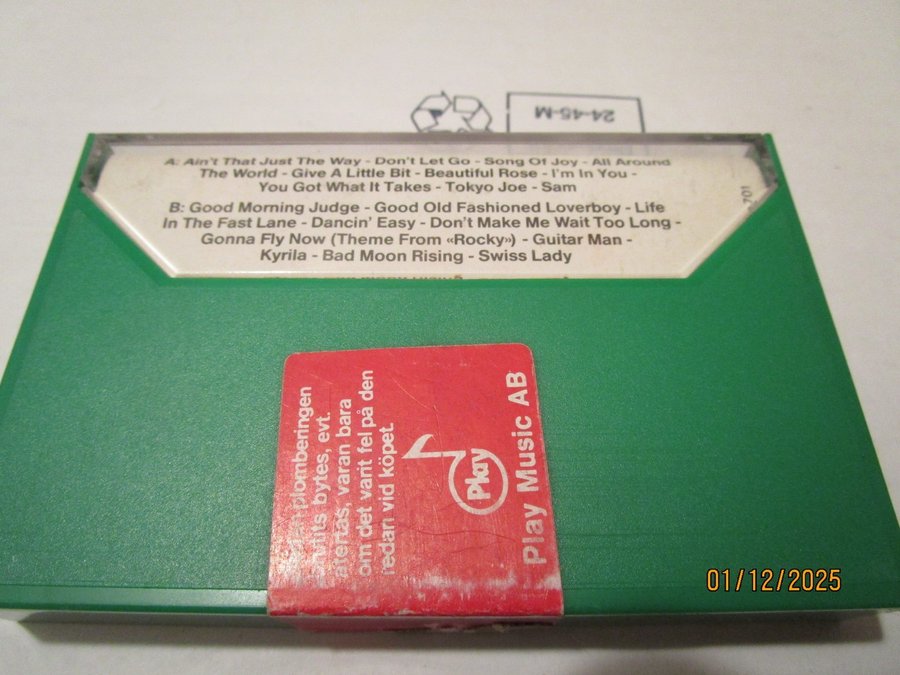 24-45-M
A: Ain't That Just The Way - Don't Let Go - Song Of Joy - All Around
The World - Give A Little Bit - Beautiful Rose - I'm In You -
You Got What It Takes - Tokyo Joe - Sam
B: Good Morning Judge - Good Old Fashioned Loverboy - Life
In The Fast Lane - Dancin' Easy - Don't Make Me Wait Too Long -
Gonna Fly Now (Theme From «Rocky») - Guitar Man -
Kyrila - Bad Moon Rising - Swiss Lady
701
plomberingen
bytes, evt.
varan bara
om det varit fel på den
redan vid köpet.
Play
Play Music AB
01/12/2025